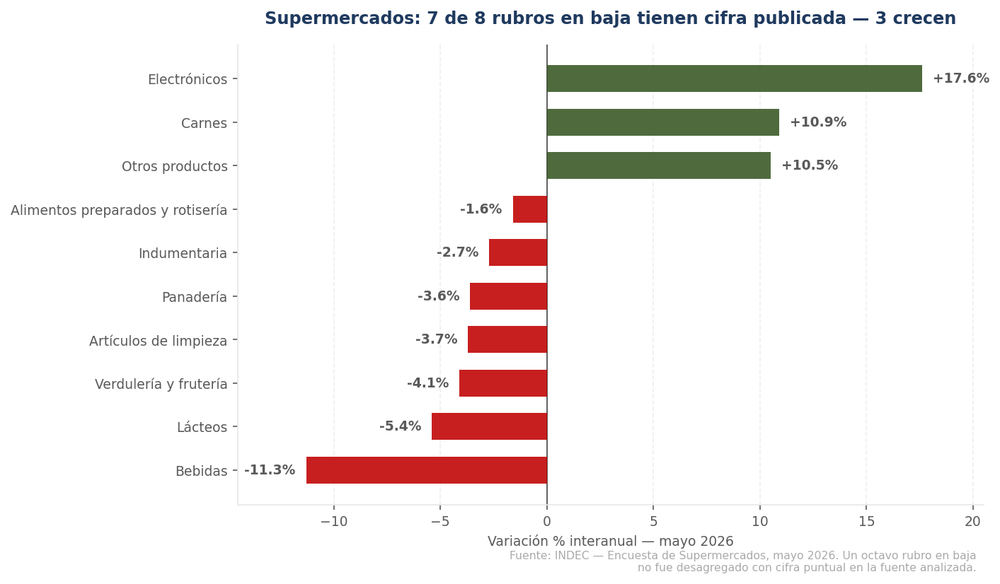 Supermercados: 7 de 8 rubros en baja tienen cifra publicada — 3 crecen
Electrónicos +17.6%
Carnes +10.9%
Otros productos +10.5%
Alimentos preparados y rotisería -1.6%
Indumentaria -2.7%
Panadería -3.6%
Artículos de limpieza -3.7%
Verdulería y frutería -4.1%
Lácteos -5.4%
Bebidas -11.3%
−10 −5 0 5 10 15 20
Variación % interanual — mayo 2026
Fuente: INDEC — Encuesta de Supermercados, mayo 2026. Un octavo rubro en baja
no fue desagregado con cifra puntual en la fuente analizada.